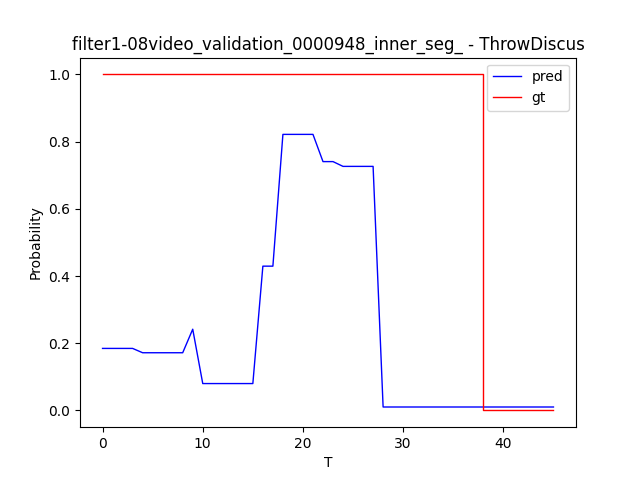 filter1-08video_validation_0000948_inner_seg_ - ThrowDiscus
1.0
0.8
0.6
0.4
0.2
0.0
Probability
pred
gt
0 10 20 30 40
T